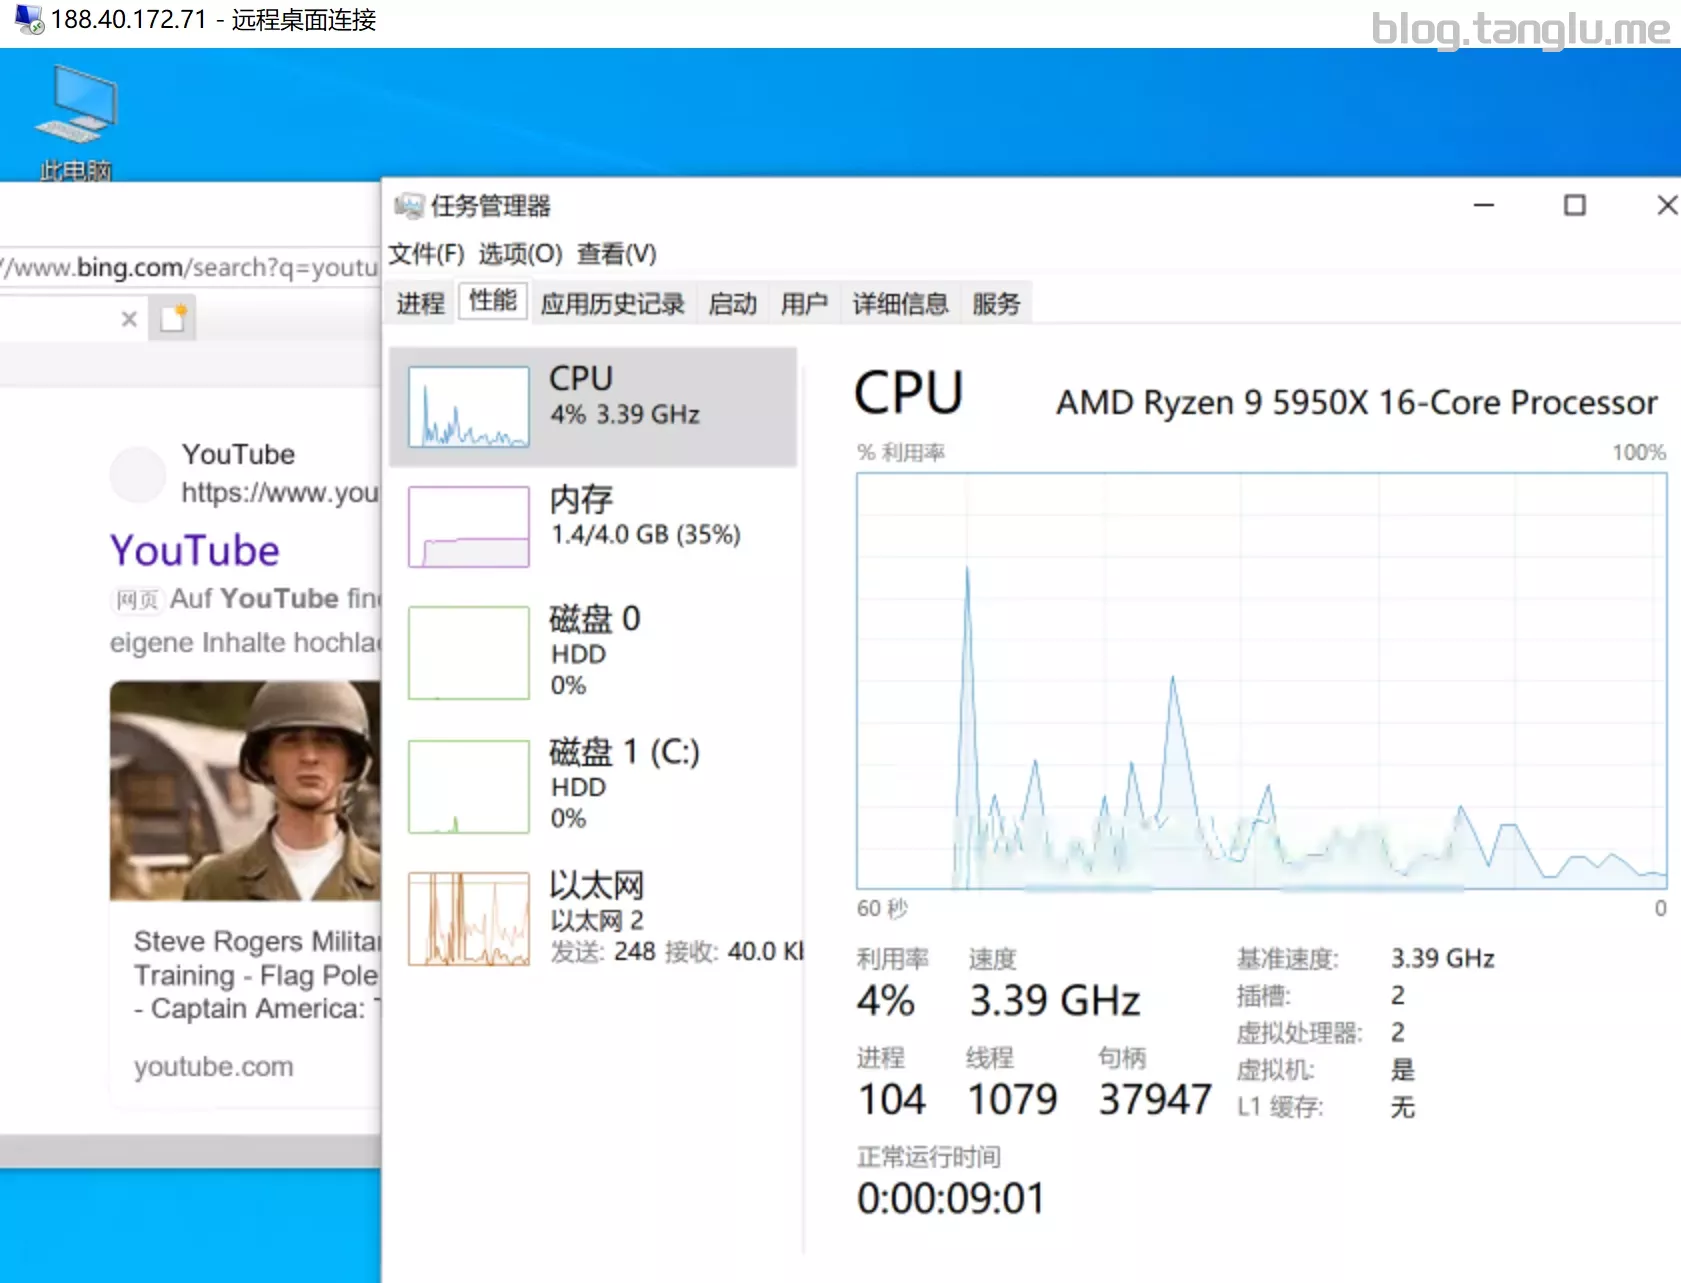 188.40.172.71 - 远程桌面连接
blog.tanglu.me
此电脑
//www.bing.com/search?q=youtu
YouTube
https://www.you
YouTube
网页 Auf YouTube fin
eigene Inhalte hochla
Steve Rogers Milita
Training - Flag Pole
- Captain America:
youtube.com
任务管理器
文件(F) 选项(O) 查看(V)
进程 性能 应用历史记录 启动 用户 详细信息 服务
CPU
4% 3.39 GHz
内存
1.4/4.0 GB (35%)
磁盘 0
HDD
0%
磁盘 1 (C:)
HDD
0%
以太网
以太网 2
发送: 248 接收: 40.0 K
CPU AMD Ryzen 9 5950X 16-Core Processor
% 利用率 100%
60 秒 0
利用率 速度
4% 3.39 GHz
进程 线程 句柄
104 1079 37947
正常运行时间
0:00:09:01
基准速度: 3.39 GHz
插槽: 2
虚拟处理器: 2
虚拟机: 是
L1 缓存: 无